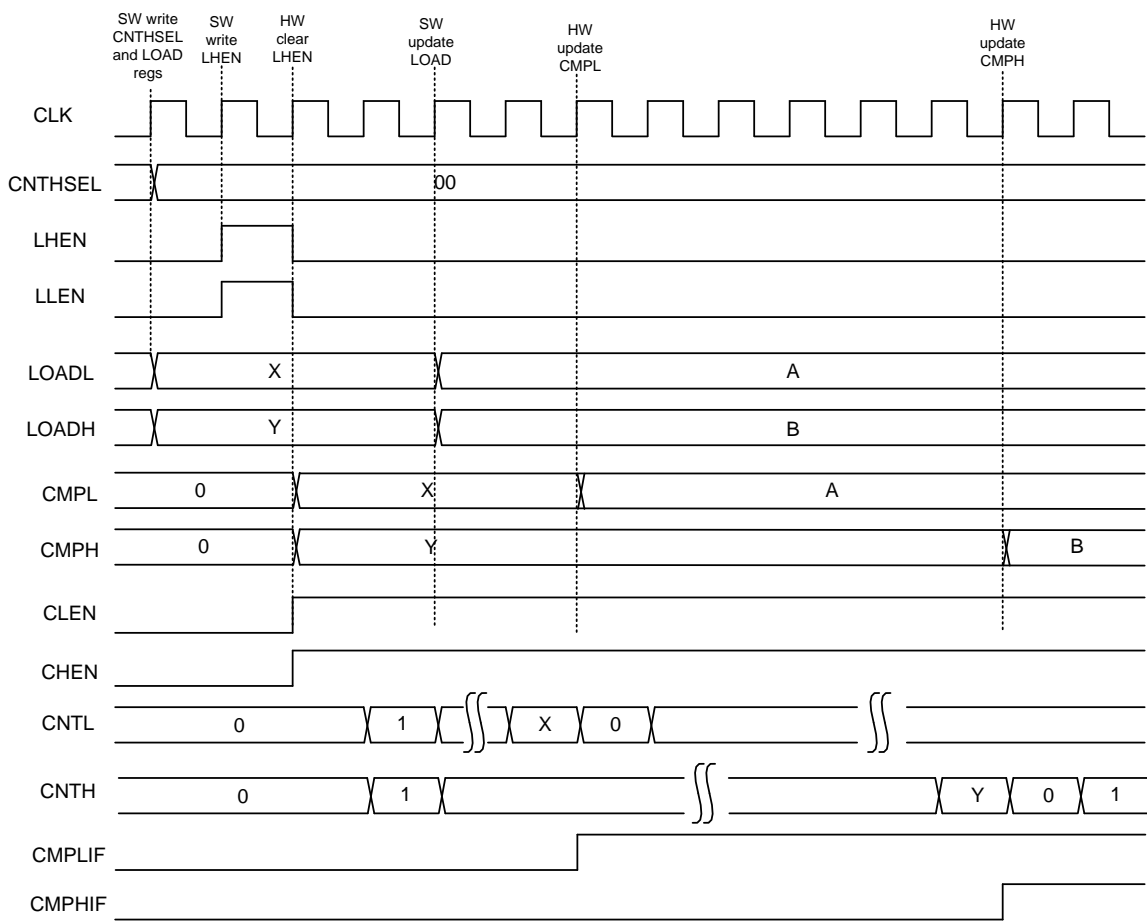 SW write
CNTHSEL
and LOAD
regs
SW
write
LHEN
HW
clear
LHEN
SW
update
LOAD
HW
update
CMPL
HW
update
CMPH
CLK
CNTHSEL
00
LHEN
LLEN
LOADL
X
A
LOADH
Y
B
CMPL
0
X
A
CMPH
0
Y
B
CLEN
CHEN
CNTL
0
1
X
0
CNTH
0
1
Y
0
1
CMPLIF
CMPHIF